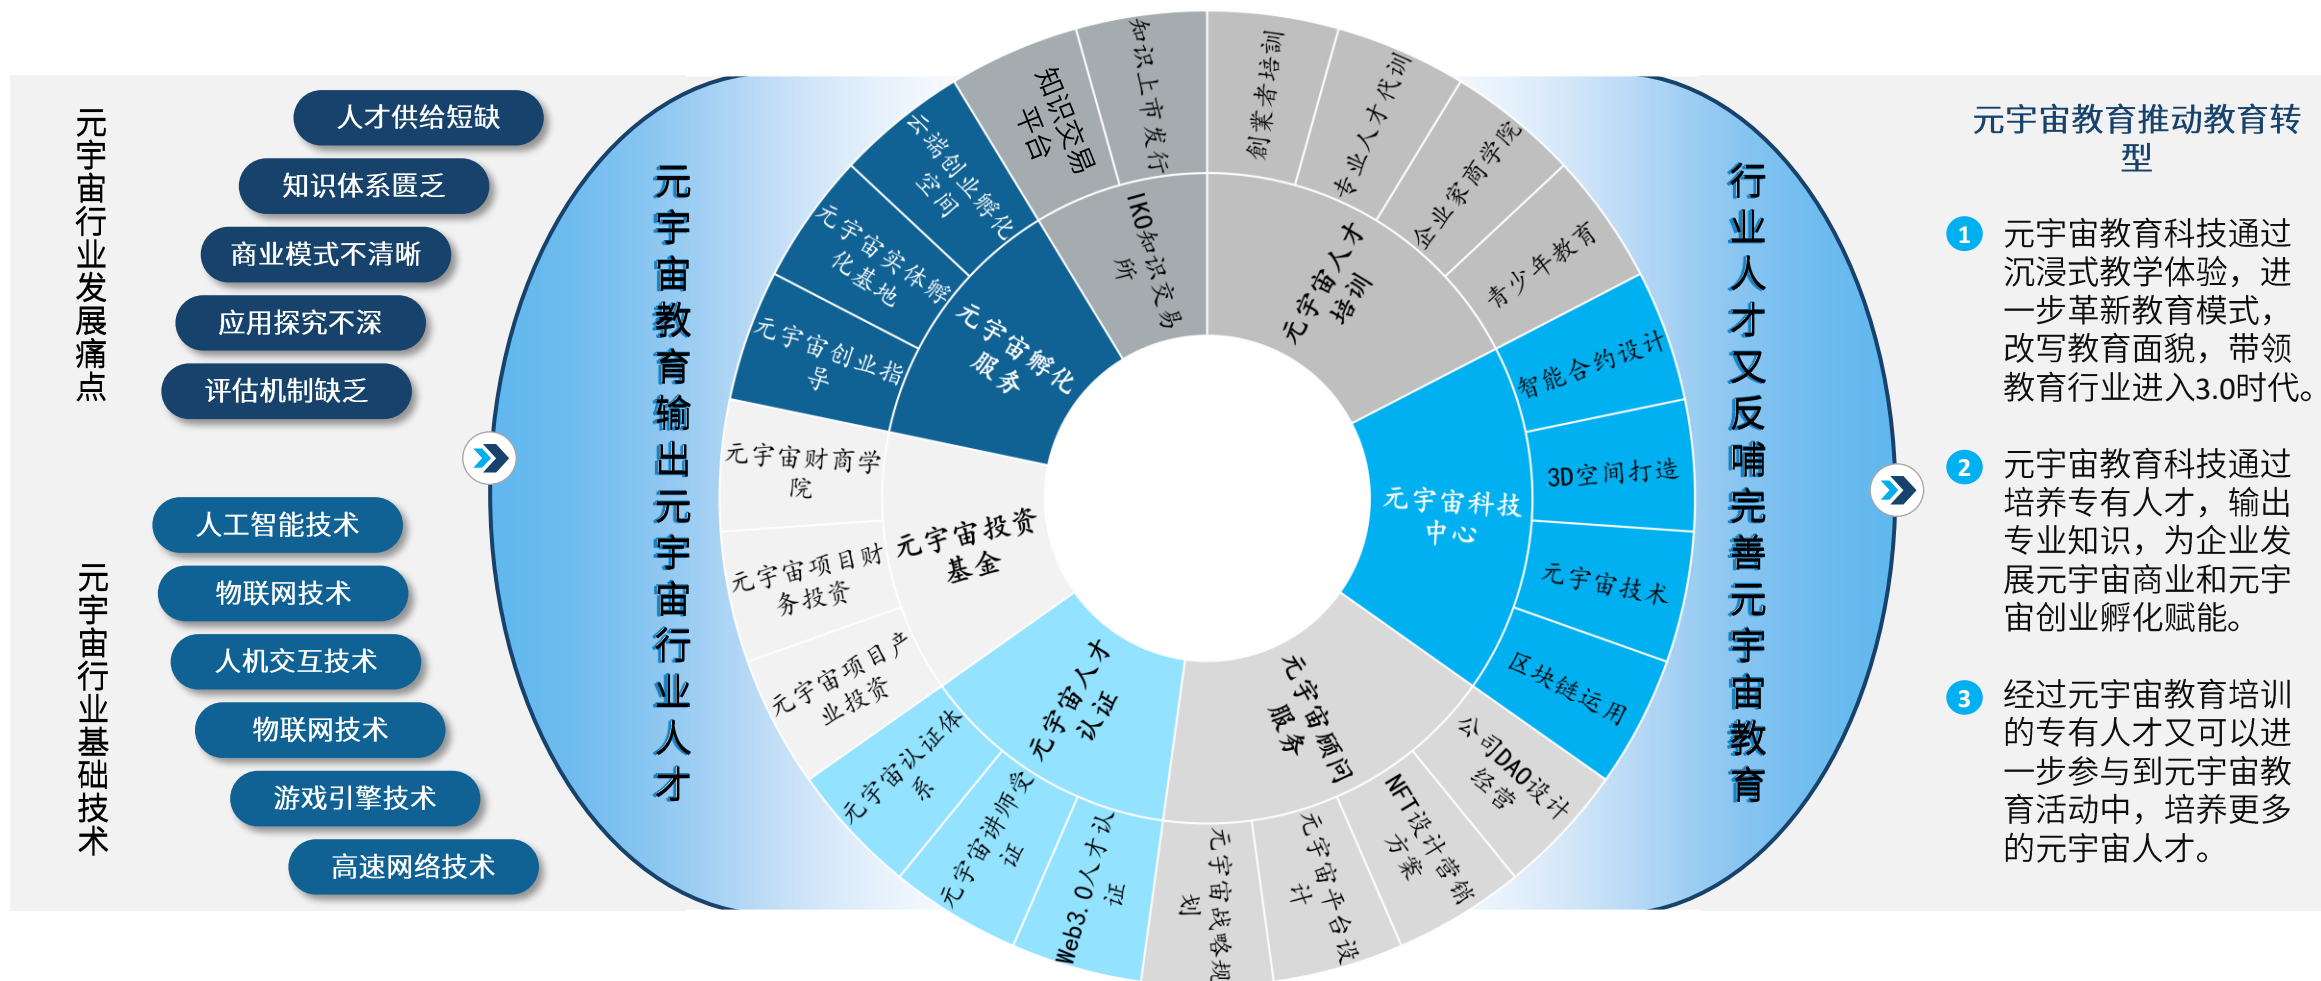 元宇宙行业发展痛点
人才供给短缺
知识体系匮乏
商业模式不清晰
应用探究不深
评估机制缺乏
元宇宙行业基础技术
人工智能技术
物联网技术
人机交互技术
物联网技术
游戏引擎技术
高速网络技术
元宇宙教育输出元宇宙行业人才
元宇宙人才
培训
創業者培訓
专业人才代训
企业家商学院
青少年教育
元宇宙科技
中心
智能合约设计
3D空间打造
元宇宙技术
区块链运用
元宇宙顾问
服务
公司DAO设计
经营
NFT设计营销
方案
元宇宙平台设
计
元宇宙战略规
划
元宇宙人才
认证
Web3.0人才认
证
元宇宙讲师受
证
元宇宙认证体
系
元宇宙投资
基金
元宇宙项目产
业投资
元宇宙项目财
务投资
元宇宙财商学
院
元宇宙孵化
服务
元宇宙创业指
导
元宇宙实体孵
化基地
云端创业孵化
空间
IKO知识交易
所
知识交易
平台
知识上市发行
行业人才又反哺完善元宇宙教育
元宇宙教育推动教育转
型
1
元宇宙教育科技通过
沉浸式教学体验，进
一步革新教育模式，
改写教育面貌，带领
教育行业进入3.0时代。
2
元宇宙教育科技通过
培养专有人才，输出
专业知识，为企业发
展元宇宙商业和元宇
宙创业孵化赋能。
3
经过元宇宙教育培训
的专有人才又可以进
一步参与到元宇宙教
育活动中，培养更多
的元宇宙人才。